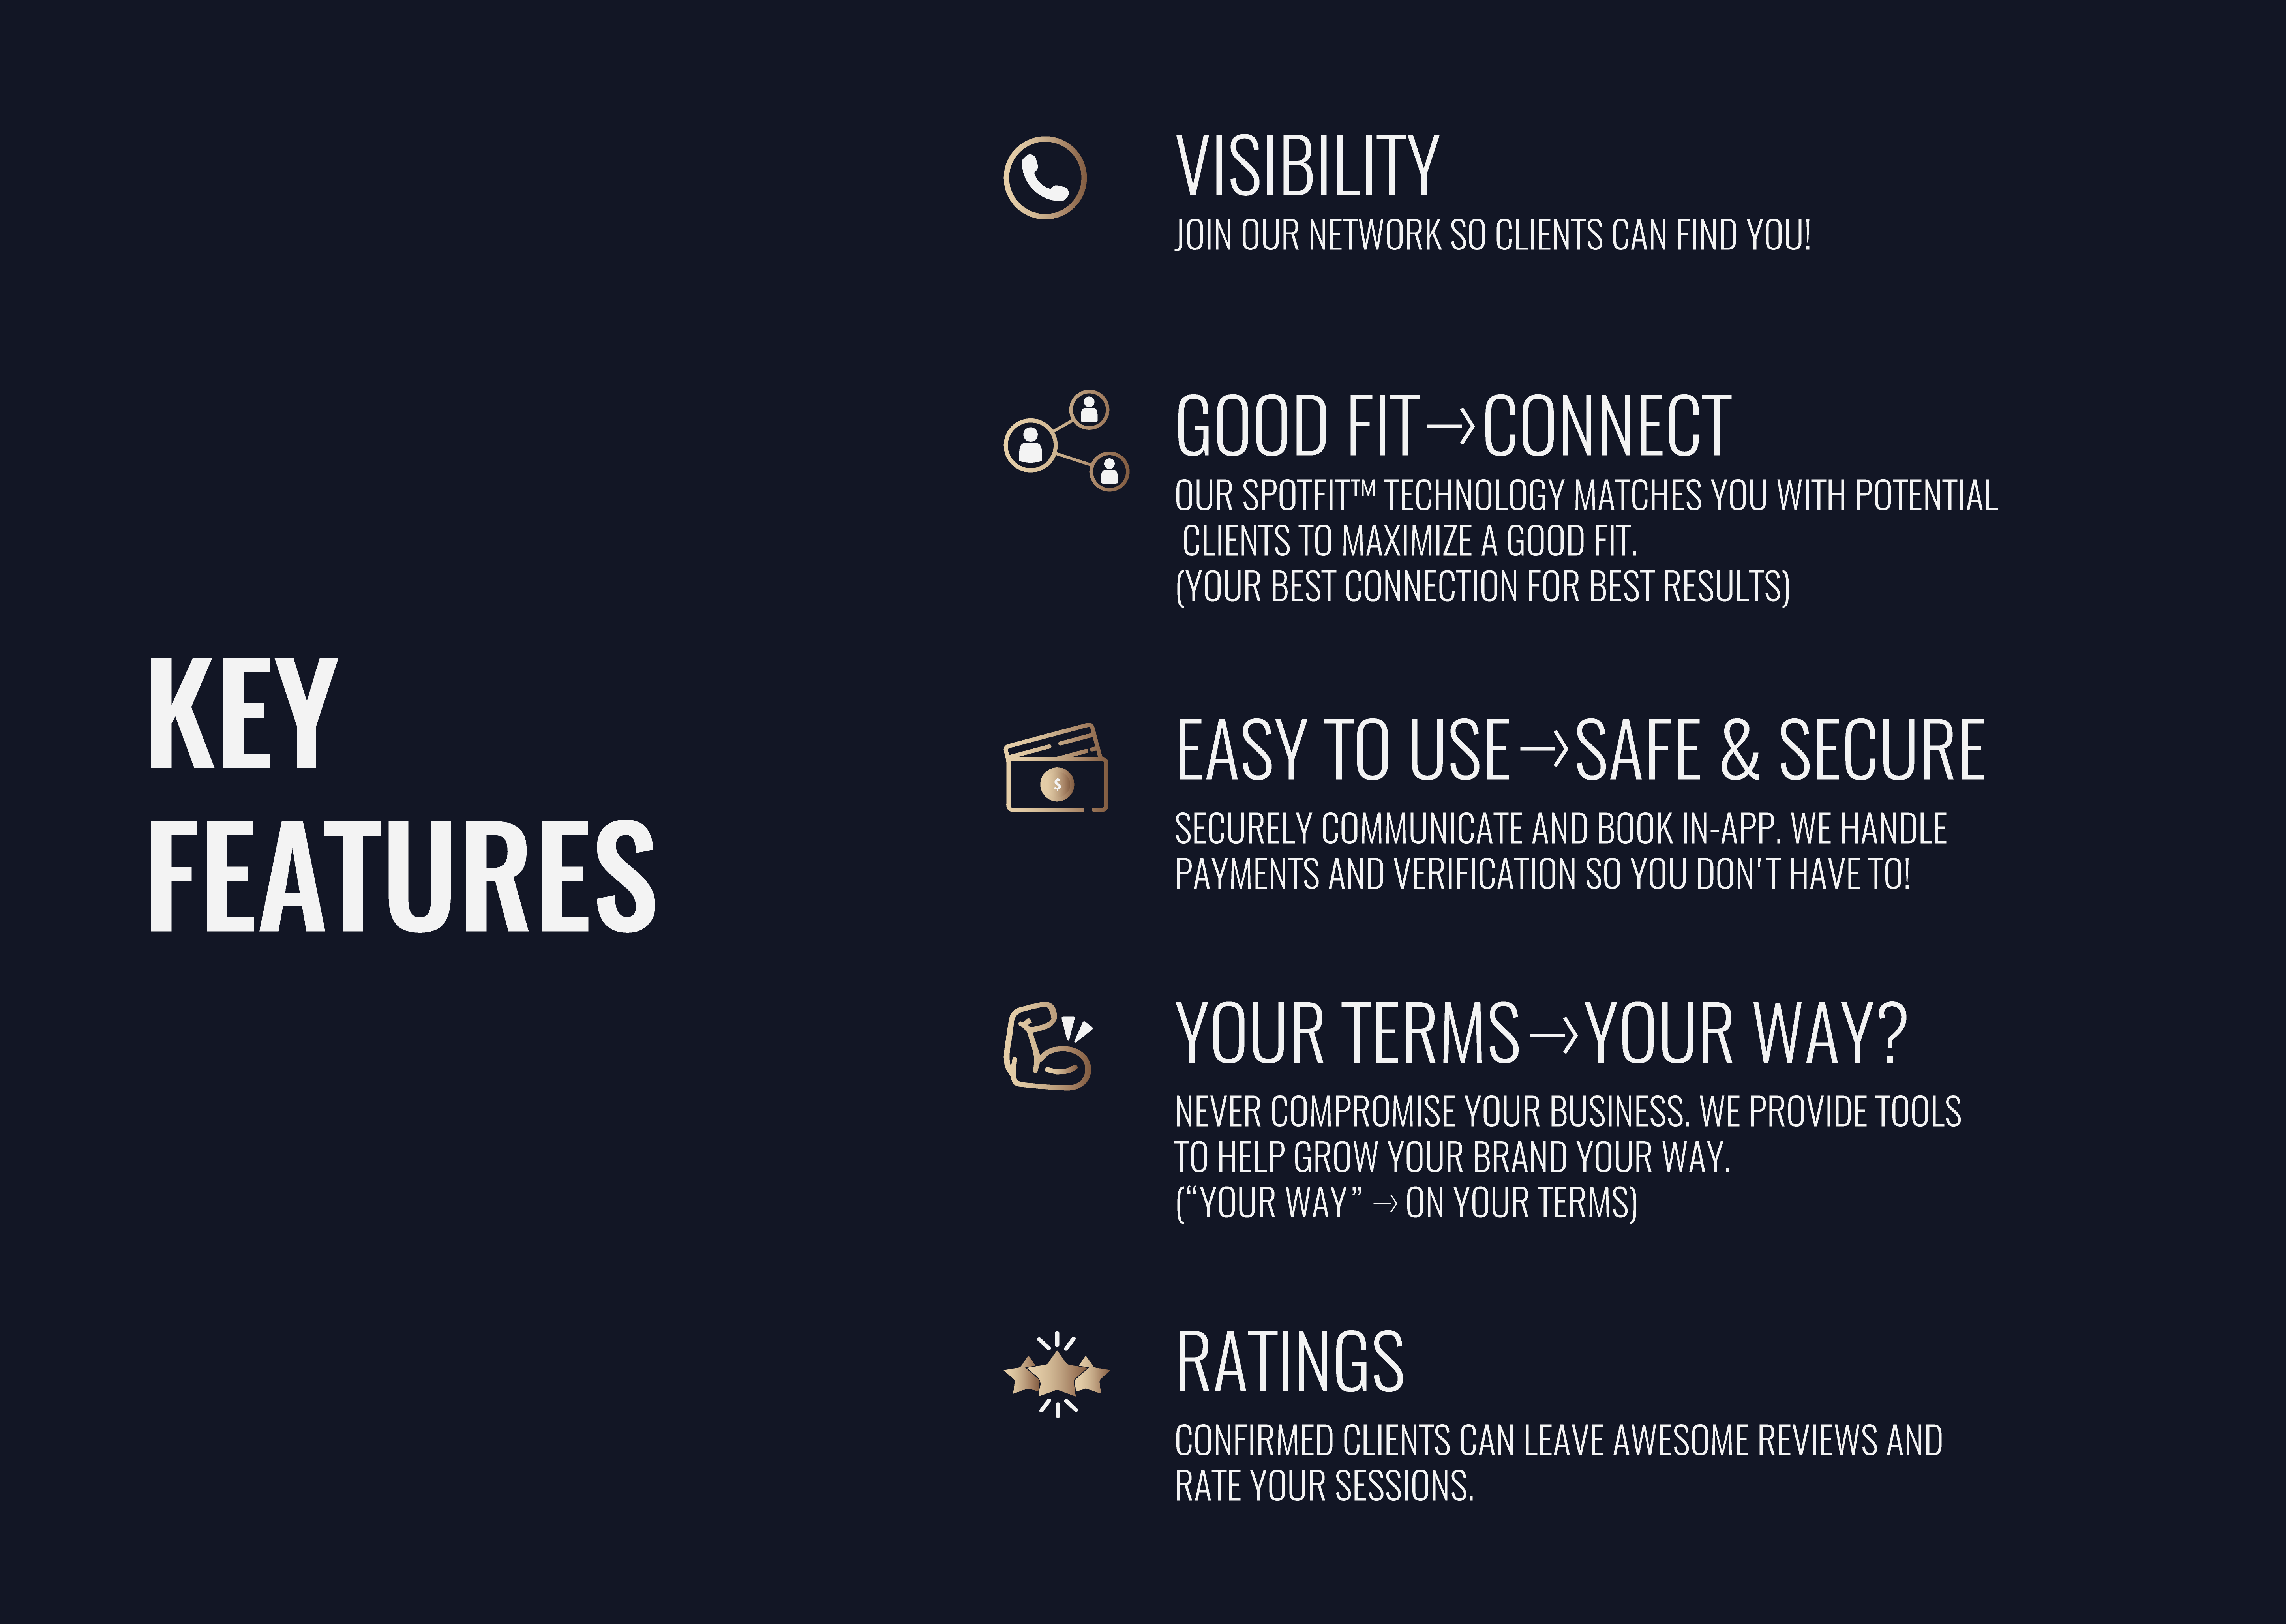 KEY
FEATURES
VISIBILITY
JOIN OUR NETWORK SO CLIENTS CAN FIND YOU!
GOOD FIT→CONNECT
OUR SPOTFIT™ TECHNOLOGY MATCHES YOU WITH POTENTIAL
CLIENTS TO MAXIMIZE A GOOD FIT.
(YOUR BEST CONNECTION FOR BEST RESULTS)
$
EASY TO USE→SAFE & SECURE
SECURELY COMMUNICATE AND BOOK IN-APP. WE HANDLE
PAYMENTS AND VERIFICATION SO YOU DON'T HAVE TO!
YOUR TERMS→YOUR WAY?
NEVER COMPROMISE YOUR BUSINESS. WE PROVIDE TOOLS
TO HELP GROW YOUR BRAND YOUR WAY.
(“YOUR WAY” → ON YOUR TERMS)
RATINGS
CONFIRMED CLIENTS CAN LEAVE AWESOME REVIEWS AND
RATE YOUR SESSIONS.